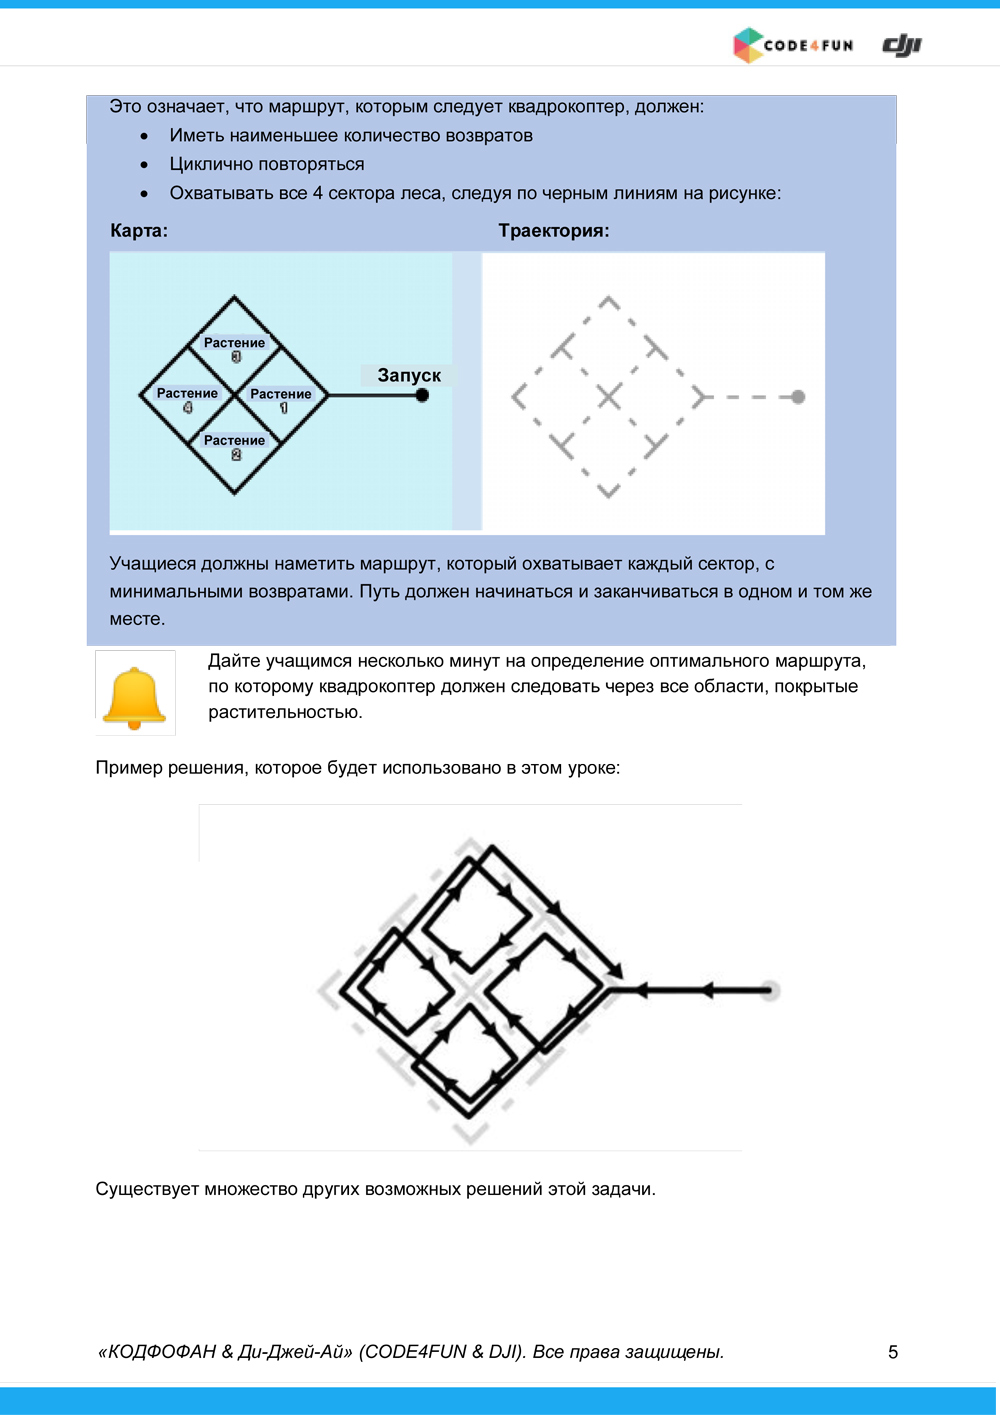 CODE4FUN dji
Это означает, что маршрут, которым следует квадрокоптер, должен:
• Иметь наименьшее количество возвратов
• Циклично повторяться
• Охватывать все 4 сектора леса, следуя по черным линиям на рисунке:
Карта: Траектория:
Растение
3
Запуск
Растение
4
Растение
1
Растение
2
Учащиеся должны наметить маршрут, который охватывает каждый сектор, с
минимальными возвратами. Путь должен начинаться и заканчиваться в одном и том же
месте.
Дайте учащимся несколько минут на определение оптимального маршрута,
по которому квадрокоптер должен следовать через все области, покрытые
растительностью.
Пример решения, которое будет использовано в этом уроке:
Существует множество других возможных решений этой задачи.
«КОДФОФАН & Ди-Джей-Ай» (CODE4FUN & DJI). Все права защищены. 5